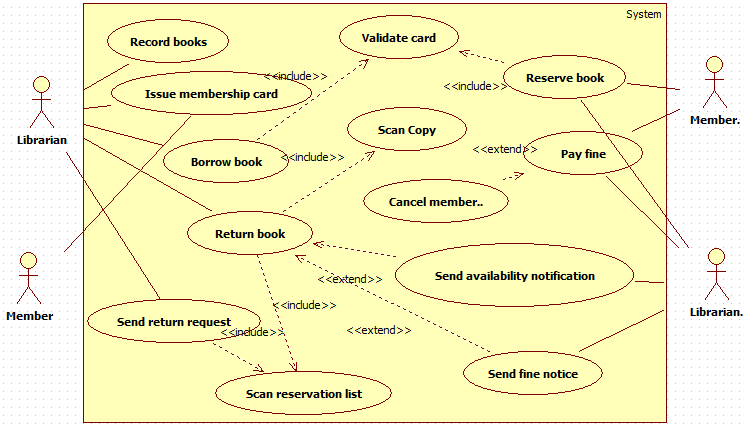 System
Record books
Validate card
<<include>>
<<include>>
Reserve book
Issue membership card
Librarian
Member.
Scan Copy
<<include>>
<<extend>>
Borrow book
Pay fine
Cancel member..
Return book
Member
<<extend>>
Send availability notification
<<include>>
Librarian.
Send return request
<<include>>
<<extend>>
Send fine notice
Scan reservation list